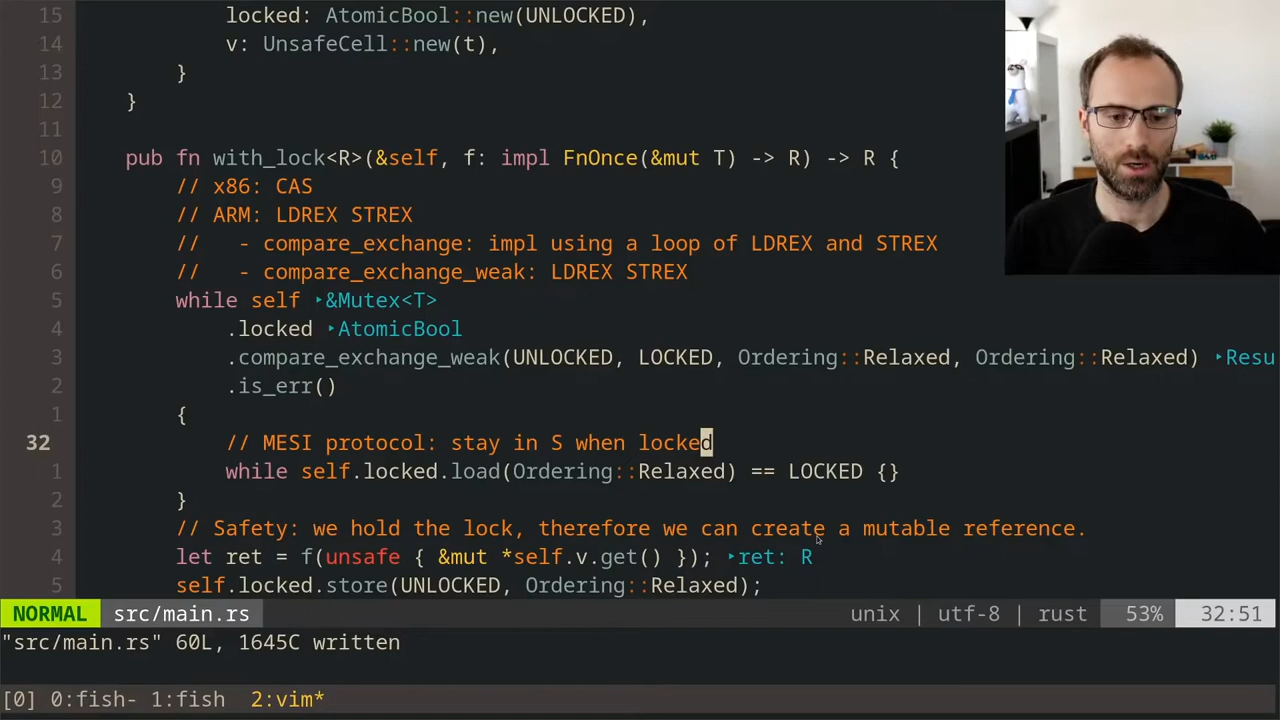 15 locked: AtomicBool::new(UNLOCKED),
14 v: UnsafeCell::new(t),
13 }
12 }
11
10 pub fn with_lock<R>(&self, f: impl FnOnce(&mut T) -> R) -> R {
9 // x86: CAS
8 // ARM: LDREX STREX
7 //   - compare_exchange: impl using a loop of LDREX and STREX
6 //   - compare_exchange_weak: LDREX STREX
5 while self ‣&Mutex<T>
4 .locked ‣AtomicBool
3 .compare_exchange_weak(UNLOCKED, LOCKED, Ordering::Relaxed, Ordering::Relaxed) ‣Resu
2 .is_err()
1 {
32 // MESI protocol: stay in S when locked
1 while self.locked.load(Ordering::Relaxed) == LOCKED {}
2 }
3 // Safety: we hold the lock, therefore we can create a mutable reference.
4 let ret = f(unsafe { &mut *self.v.get() }); ‣ret: R
5 self.locked.store(UNLOCKED, Ordering::Relaxed);
NORMAL src/main.rs unix | utf-8 | rust 53% 32:51
"src/main.rs" 60L, 1645C written
[0] 0:fish- 1:fish 2:vim*